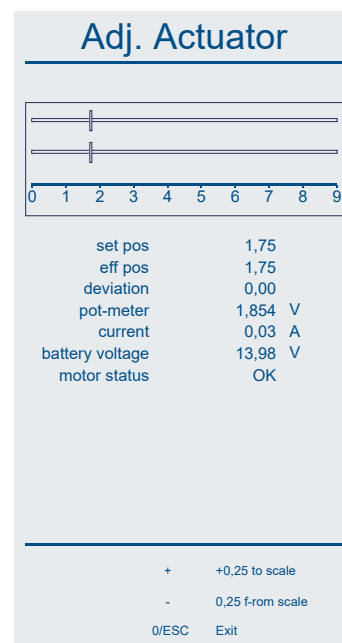 Adj. Actuator
0 1 2 3 4 5 6 7 8 9
set pos 1,75
eff pos 1,75
deviation 0,00
pot-meter 1,854 V
current 0,03 A
battery voltage 13,98 V
motor status OK
+ +0,25 to scale
- 0,25 f-rom scale
0/ESC Exit